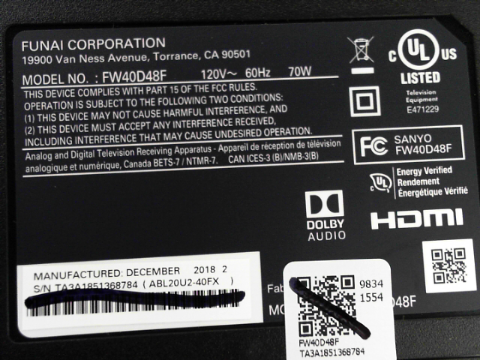 FUNAI CORPORATION
19900 Van Ness Avenue, Torrance, CA 90501
MODEL NO. : FW40D48F 120V~ 60Hz 70W
THIS DEVICE COMPLIES WITH PART 15 OF THE FCC RULES.
OPERATION IS SUBJECT TO THE FOLLOWING TWO CONDITIONS:
(1) THIS DEVICE MAY NOT CAUSE HARMFUL INTERFERENCE, AND
(2) THIS DEVICE MUST ACCEPT ANY INTERFERENCE RECEIVED,
INCLUDING INTERFERENCE THAT MAY CAUSE UNDESIRED OPERATION.
Analog and Digital Television Receiving Apparatus - Appareil de réception de télévision
analogique et numérique, Canada BETS-7 / NTMR-7. CAN ICES-3 (B)/NMB-3(B)
C UL US
LISTED
Television
Equipment
E471229
FC SANYO
FW40D48F
UL Energy Verified
Rendement
Énergétique Vérifié
DOLBY
AUDIO
HDMI
MANUFACTURED: DECEMBER 2018 2
S/N TA3A1851368784 ( ABL20U2-40FX )
Fab
MO
D48F
9834
1554
FW40D48F
TA3A1851368784